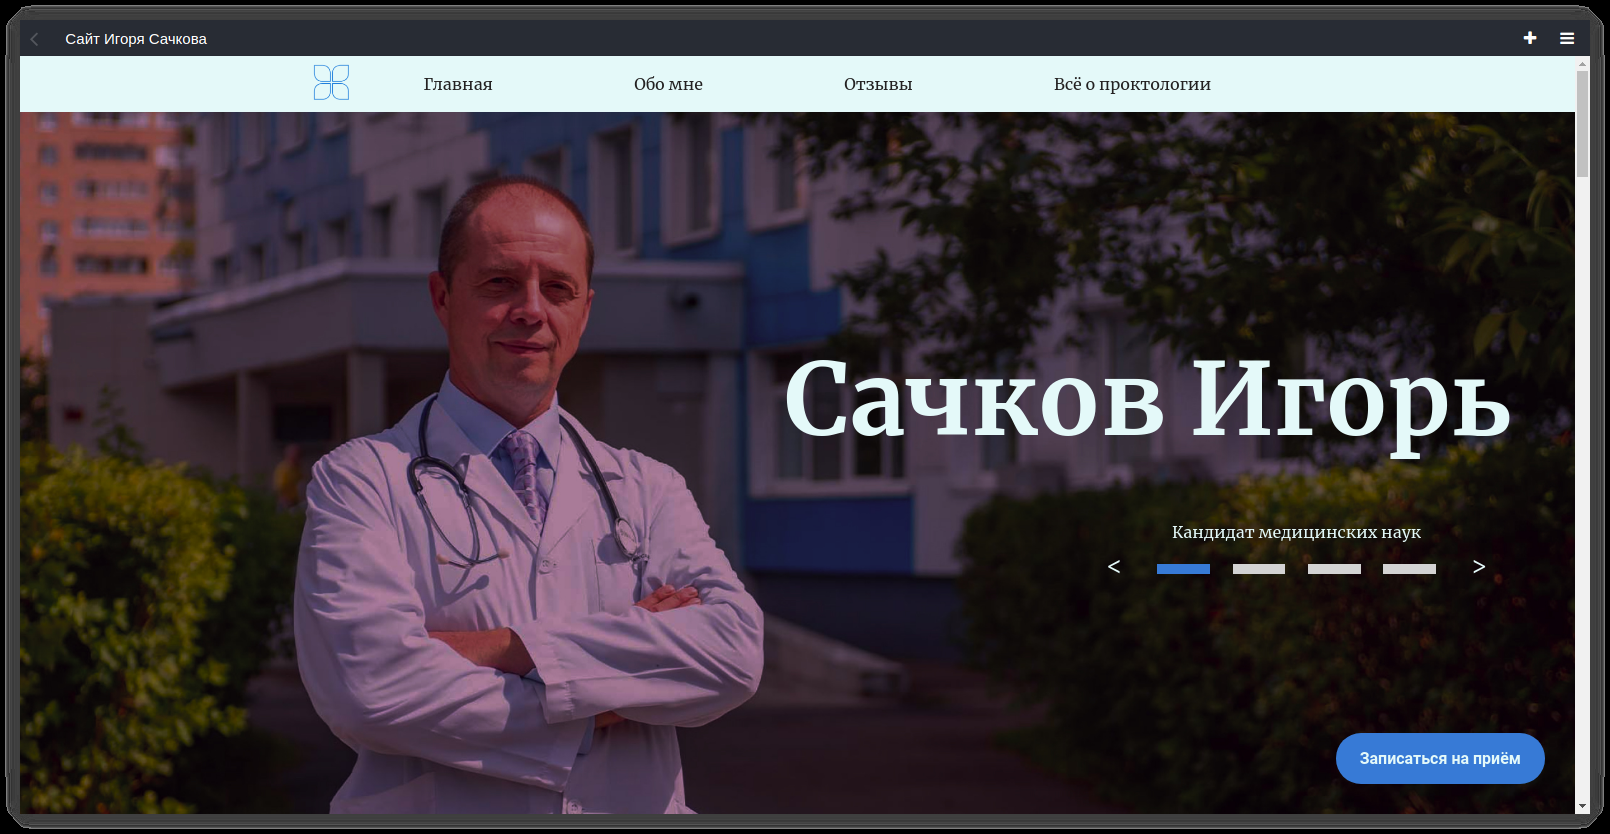 Сайт Игоря Сачкова
Главная
Обо мне
Отзывы
Всё о проктологии
Сачков Игорь
Кандидат медицинских наук
< >
Записаться на приём